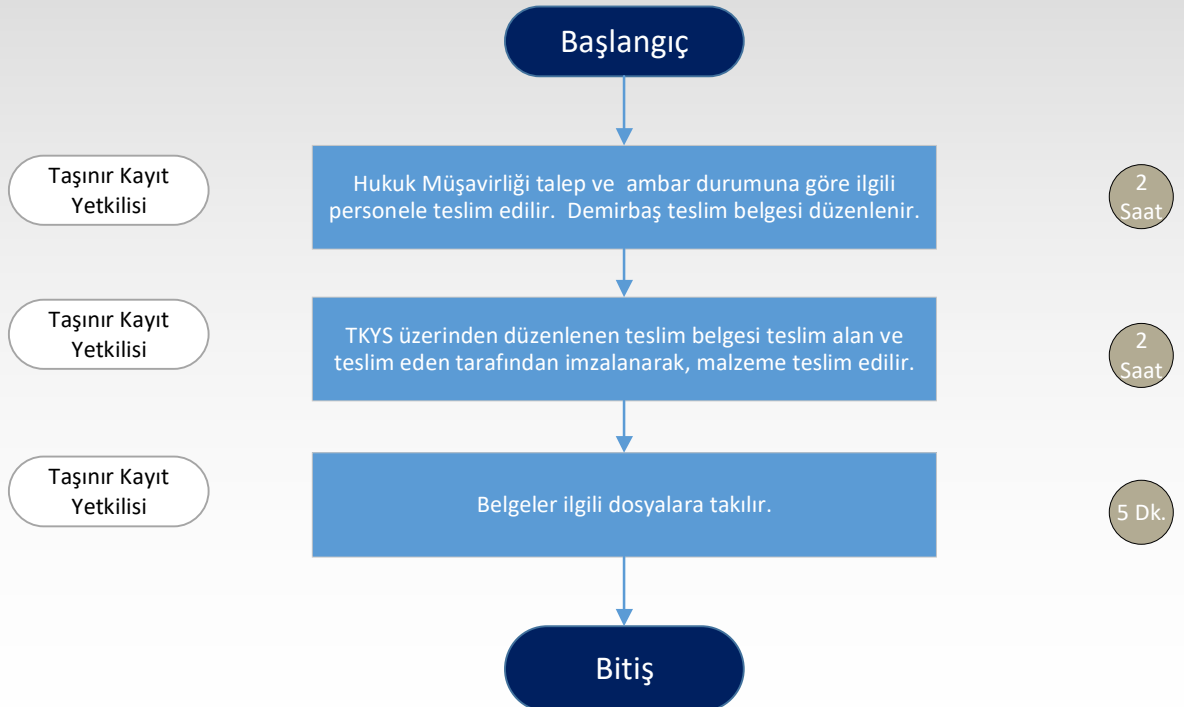 Başlangıç
Taşınır Kayıt
Yetkilisi
Hukuk Müşavirliği talep ve  ambar durumuna göre ilgili
personele teslim edilir.  Demirbaş teslim belgesi düzenlenir.
2
Saat
Taşınır Kayıt
Yetkilisi
TKYS üzerinden düzenlenen teslim belgesi teslim alan ve
teslim eden tarafından imzalanarak, malzeme teslim edilir.
2
Saat
Taşınır Kayıt
Yetkilisi
Belgeler ilgili dosyalara takılır.
5 Dk.
Bitiş